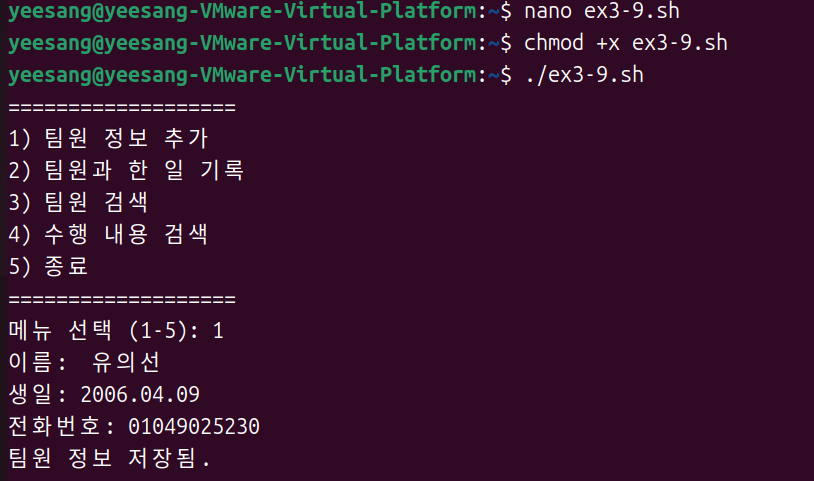 yeesang@yeesang-VMware-Virtual-Platform:~$ nano ex3-9.sh
yeesang@yeesang-VMware-Virtual-Platform:~$ chmod +x ex3-9.sh
yeesang@yeesang-VMware-Virtual-Platform:~$ ./ex3-9.sh
===================
1) 팀원 정보 추가
2) 팀원과 한 일 기록
3) 팀원 검색
4) 수행 내용 검색
5) 종료
===================
메뉴 선택 (1-5): 1
이름: 유의선
생일: 2006.04.09
전화번호: 01049025230
팀원 정보 저장됨.